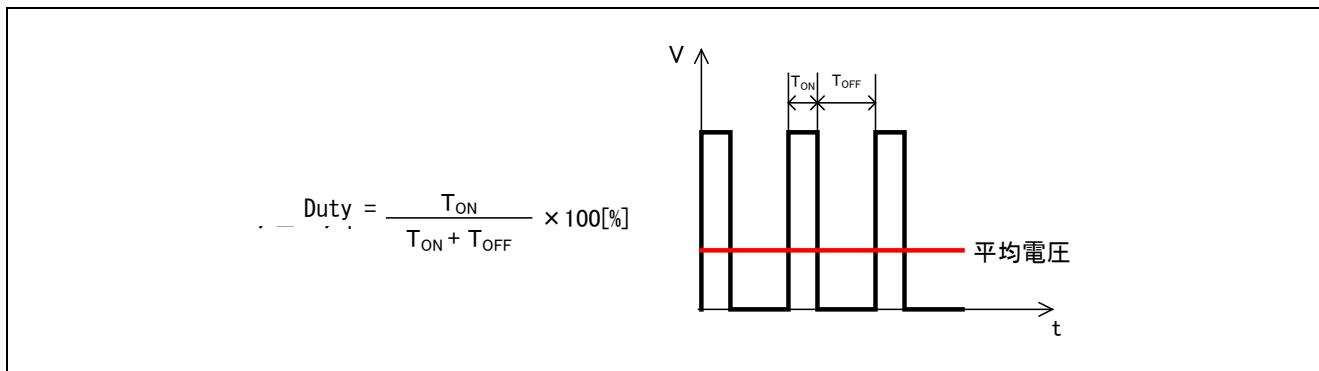 V
TON TOFF
Duty = TON / (TON + TOFF) ×100[%]
平均電圧
t